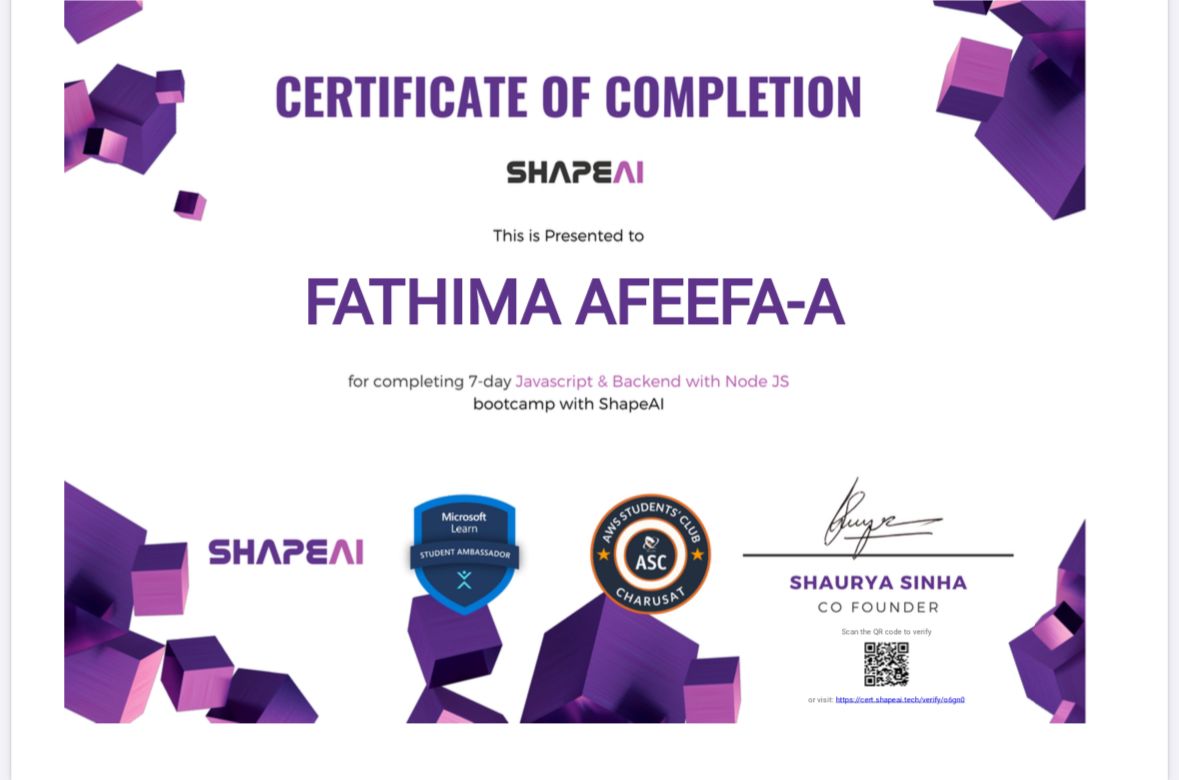 CERTIFICATE OF COMPLETION
SHAPEAI
This is Presented to
FATHIMA AFEEFA-A
for completing 7-day Javascript & Backend with Node JS
bootcamp with ShapeAI
SHAPEAI
Microsoft
Learn
STUDENT AMBASSADOR
AWS STUDENTS' CLUB
ASC
CHARUSAT
SHAURYA SINHA
CO FOUNDER
Scan the QR code to verify
or visit: https://cert.shapeai.tech/verify/o6gn0